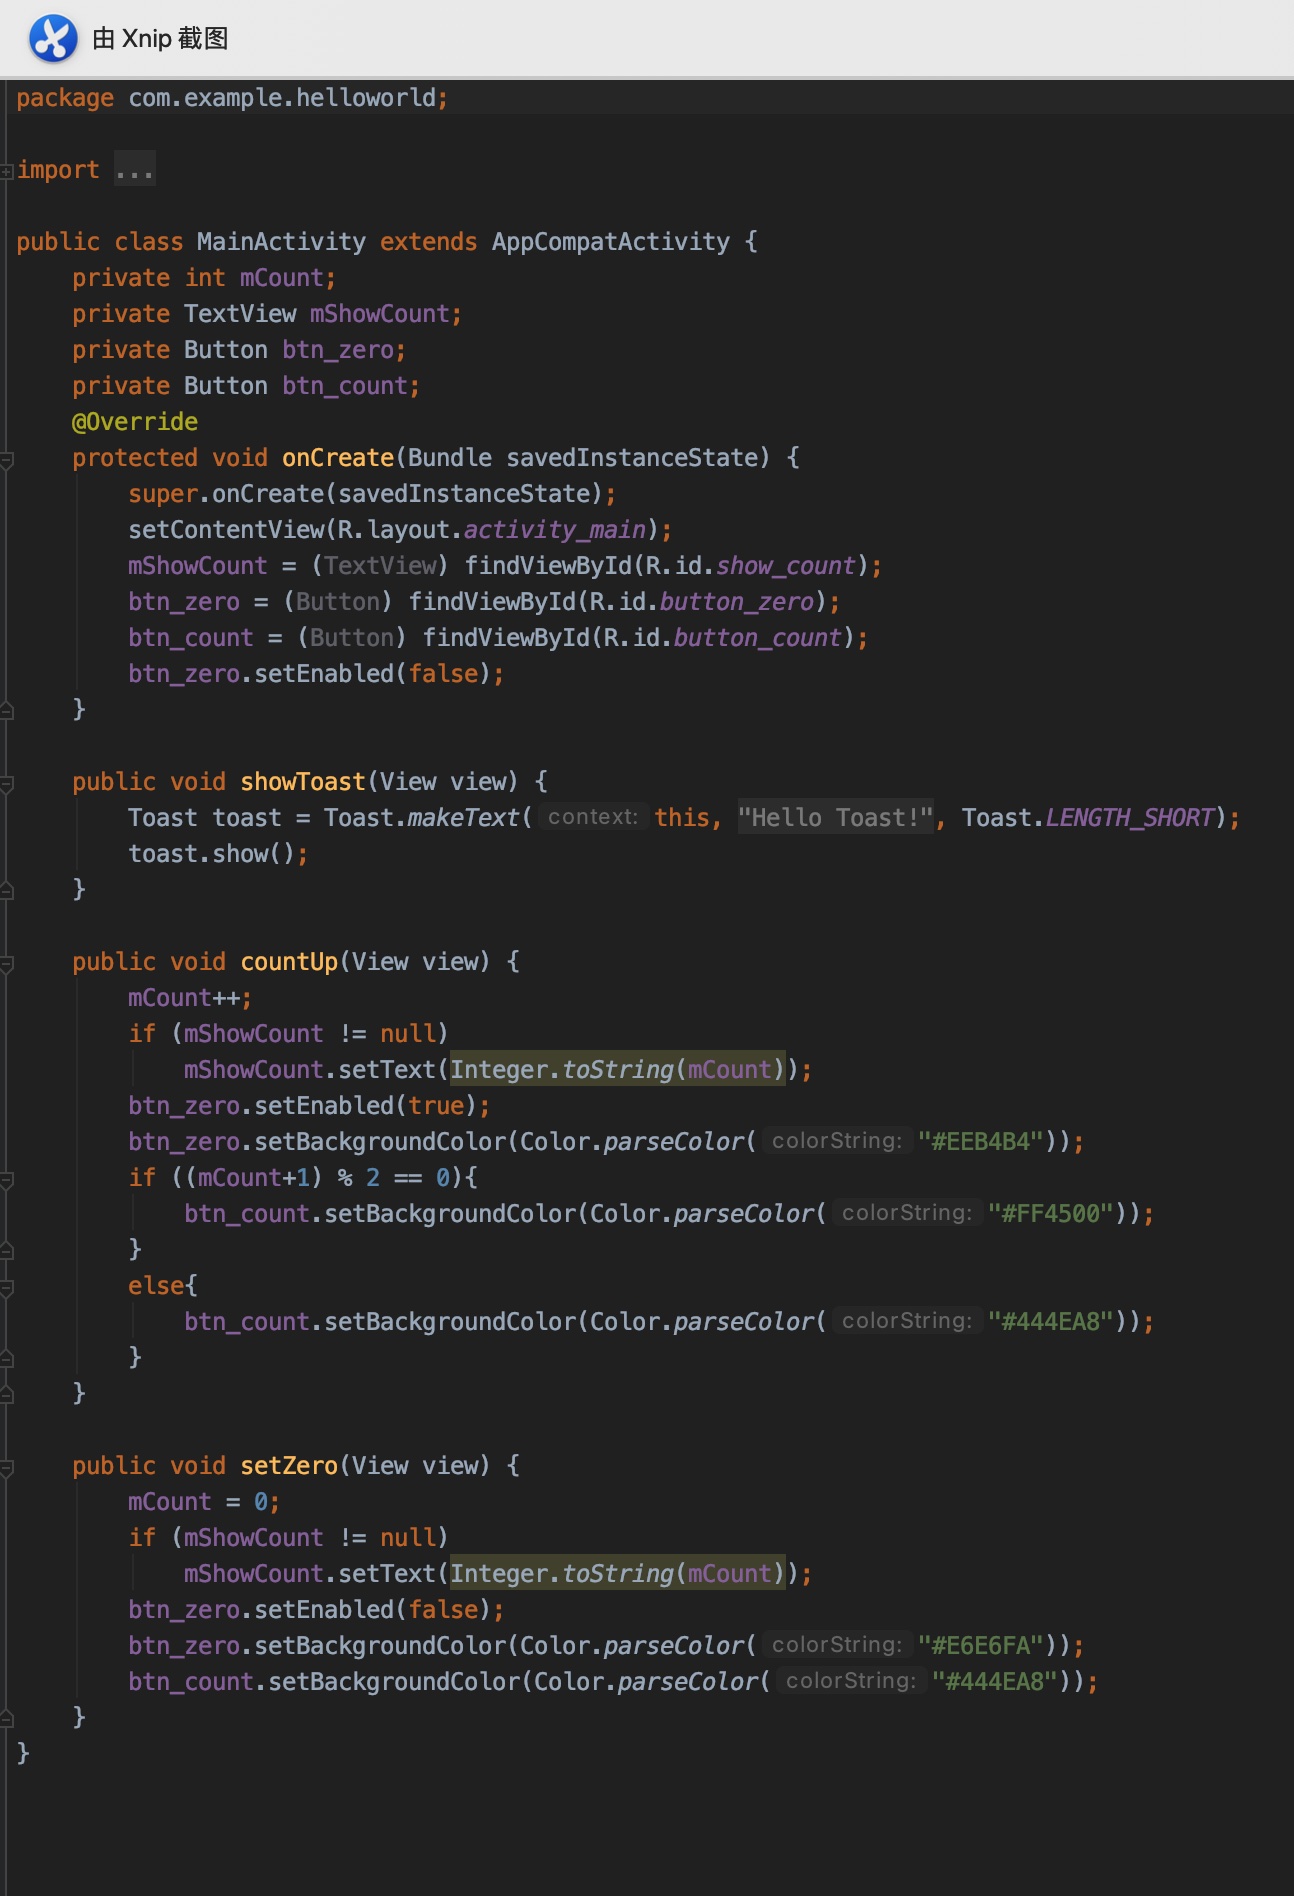 由 Xnip 截图
package com.example.helloworld;
import ...
public class MainActivity extends AppCompatActivity {
    private int mCount;
    private TextView mShowCount;
    private Button btn_zero;
    private Button btn_count;
    @Override
    protected void onCreate(Bundle savedInstanceState) {
        super.onCreate(savedInstanceState);
        setContentView(R.layout.activity_main);
        mShowCount = (TextView) findViewById(R.id.show_count);
        btn_zero = (Button) findViewById(R.id.button_zero);
        btn_count = (Button) findViewById(R.id.button_count);
        btn_zero.setEnabled(false);
    }
    public void showToast(View view) {
        Toast toast = Toast.makeText( context: this, "Hello Toast!", Toast.LENGTH_SHORT);
        toast.show();
    }
    public void countUp(View view) {
        mCount++;
        if (mShowCount != null)
            mShowCount.setText(Integer.toString(mCount));
        btn_zero.setEnabled(true);
        btn_zero.setBackgroundColor(Color.parseColor( colorString: "#EEB4B4"));
        if ((mCount+1) % 2 == 0){
            btn_count.setBackgroundColor(Color.parseColor( colorString: "#FF4500"));
        }
        else{
            btn_count.setBackgroundColor(Color.parseColor( colorString: "#444EA8"));
        }
    }
    public void setZero(View view) {
        mCount = 0;
        if (mShowCount != null)
            mShowCount.setText(Integer.toString(mCount));
        btn_zero.setEnabled(false);
        btn_zero.setBackgroundColor(Color.parseColor( colorString: "#E6E6FA"));
        btn_count.setBackgroundColor(Color.parseColor( colorString: "#444EA8"));
    }
}